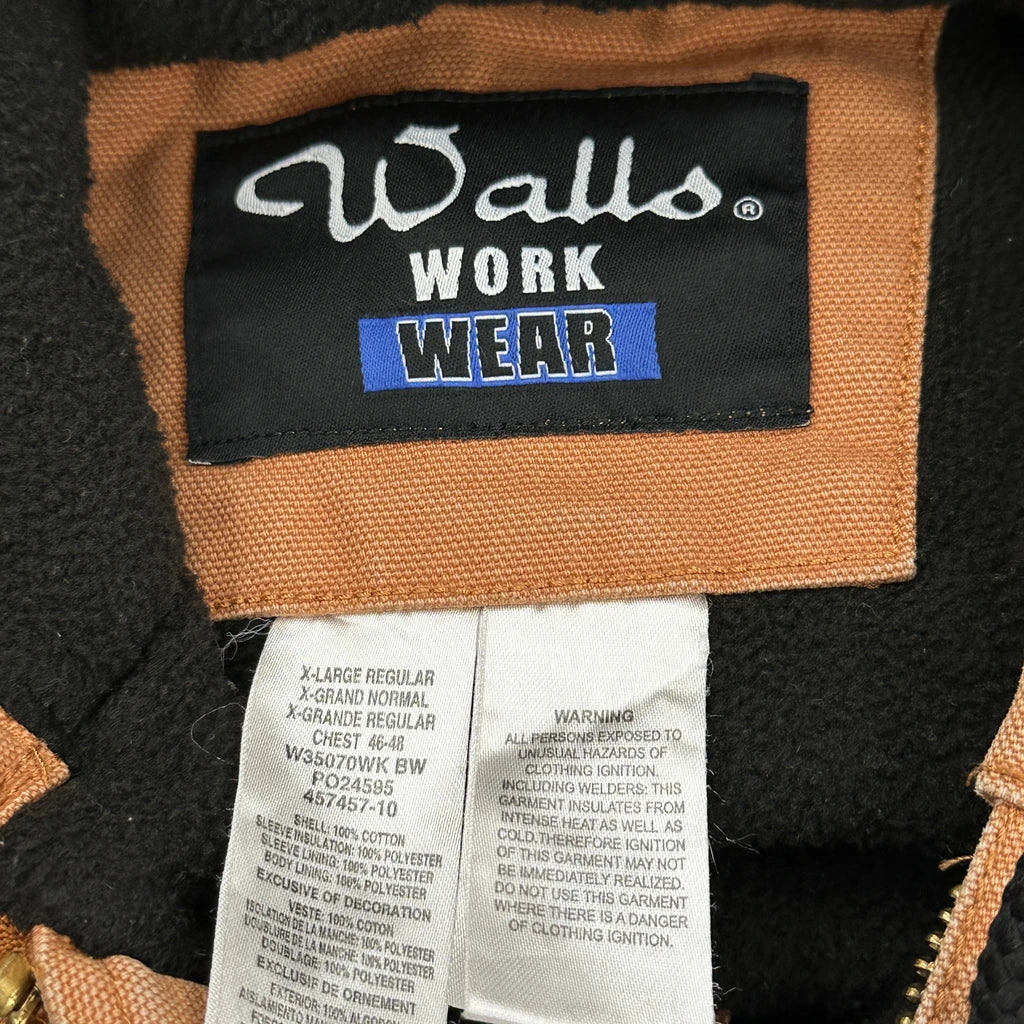 Walls®
WORK
WEAR
X-LARGE REGULAR
X-GRAND NORMAL
X-GRANDE REGULAR
CHEST 46-48
W35070WK BW
PO24595
457457-10
SHELL: 100% COTTON
SLEEVE INSULATION: 100% POLYESTER
SLEEVE LINING: 100% POLYESTER
BODY LINING: 100% POLYESTER
EXCLUSIVE OF DECORATION
VESTE: 100% COTON
ISOLATION DE LA MANCHE: 100% POLYESTER
DOUBLURE DE LA MANCHE: 100% POLYESTER
DOUBLAGE: 100% POLYESTER
EXCLUSIF DE ORNEMENT
EXTERIOR: 100% ALGODON
AISLAMIENTO
WARNING
ALL PERSONS EXPOSED TO
UNUSUAL HAZARDS OF
CLOTHING IGNITION.
INCLUDING WELDERS: THIS
GARMENT INSULATES FROM
INTENSE HEAT AS WELL AS
COLD.THEREFORE IGNITION
OF THIS GARMENT MAY NOT
BE IMMEDIATELY REALIZED.
DO NOT USE THIS GARMENT
WHERE THERE IS A DANGER
OF CLOTHING IGNITION.